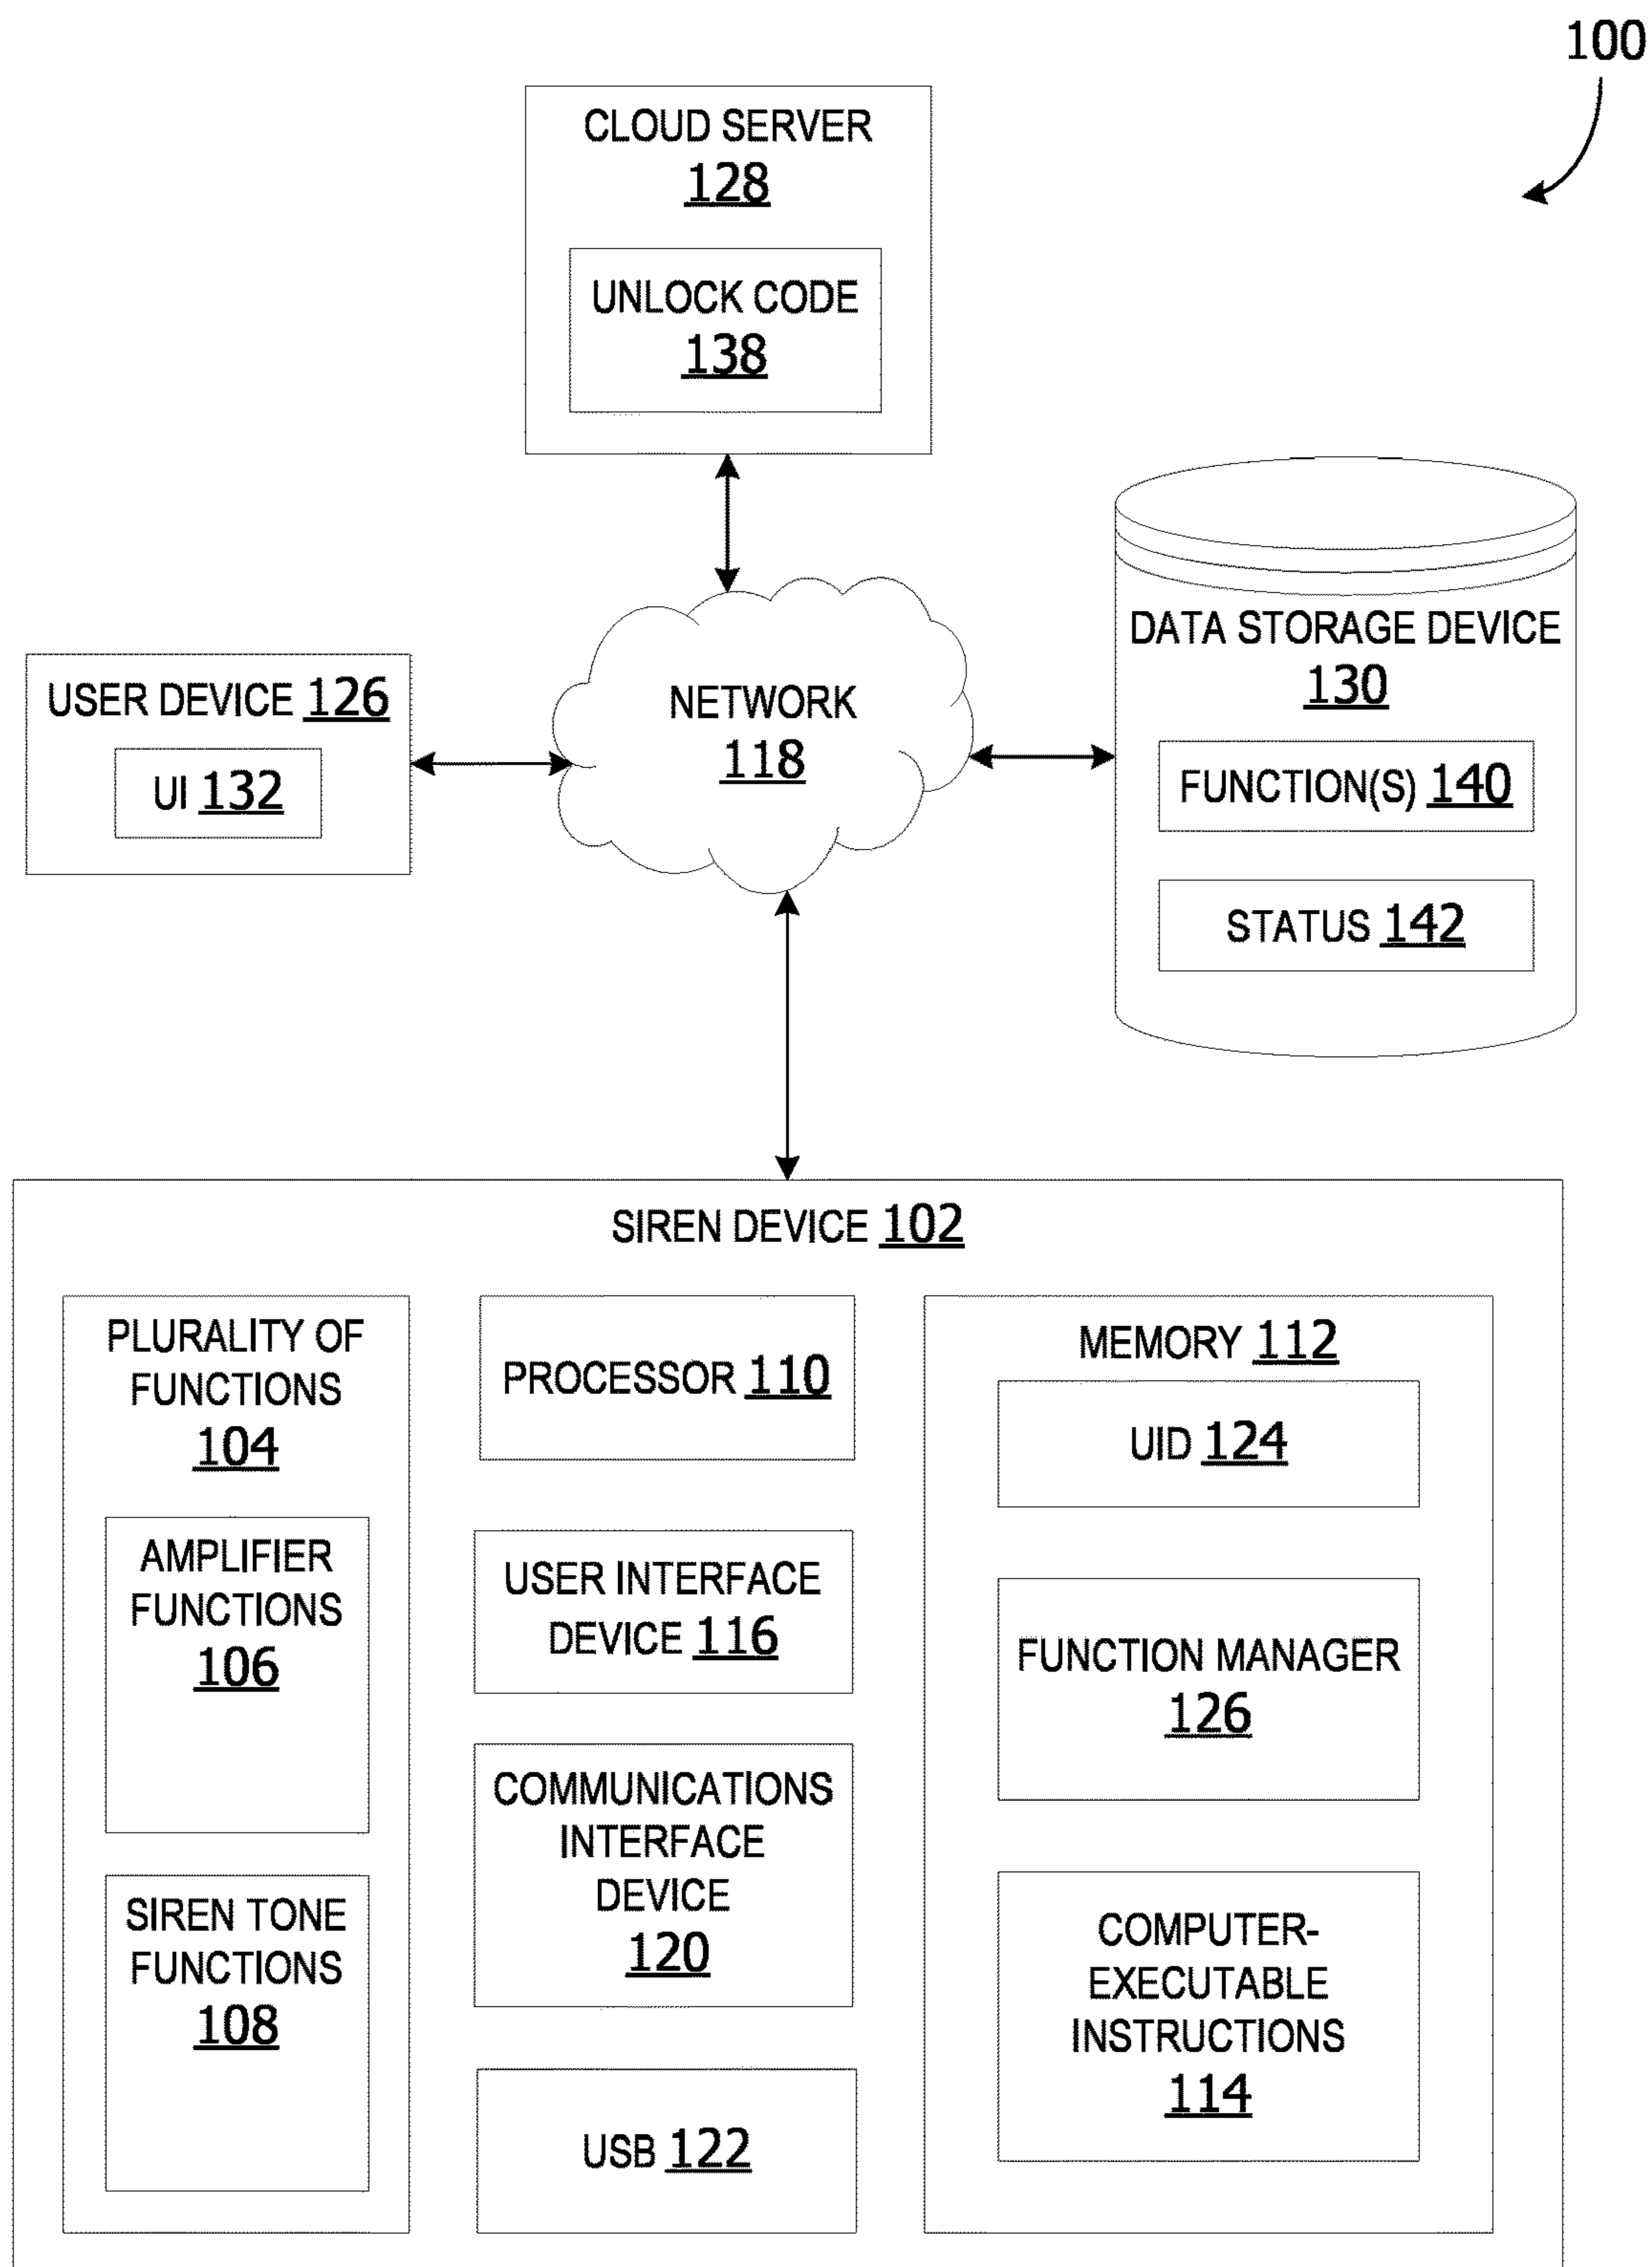 100
CLOUD SERVER
128
UNLOCK CODE
138
DATA STORAGE DEVICE
130
FUNCTION(S) 140
STATUS 142
NETWORK
118
USER DEVICE 126
UI 132
SIREN DEVICE 102
PLURALITY OF
FUNCTIONS
104
AMPLIFIER
FUNCTIONS
106
SIREN TONE
FUNCTIONS
108
PROCESSOR 110
USER INTERFACE
DEVICE 116
COMMUNICATIONS
INTERFACE
DEVICE
120
USB 122
MEMORY 112
UID 124
FUNCTION MANAGER
126
COMPUTER-
EXECUTABLE
INSTRUCTIONS
114